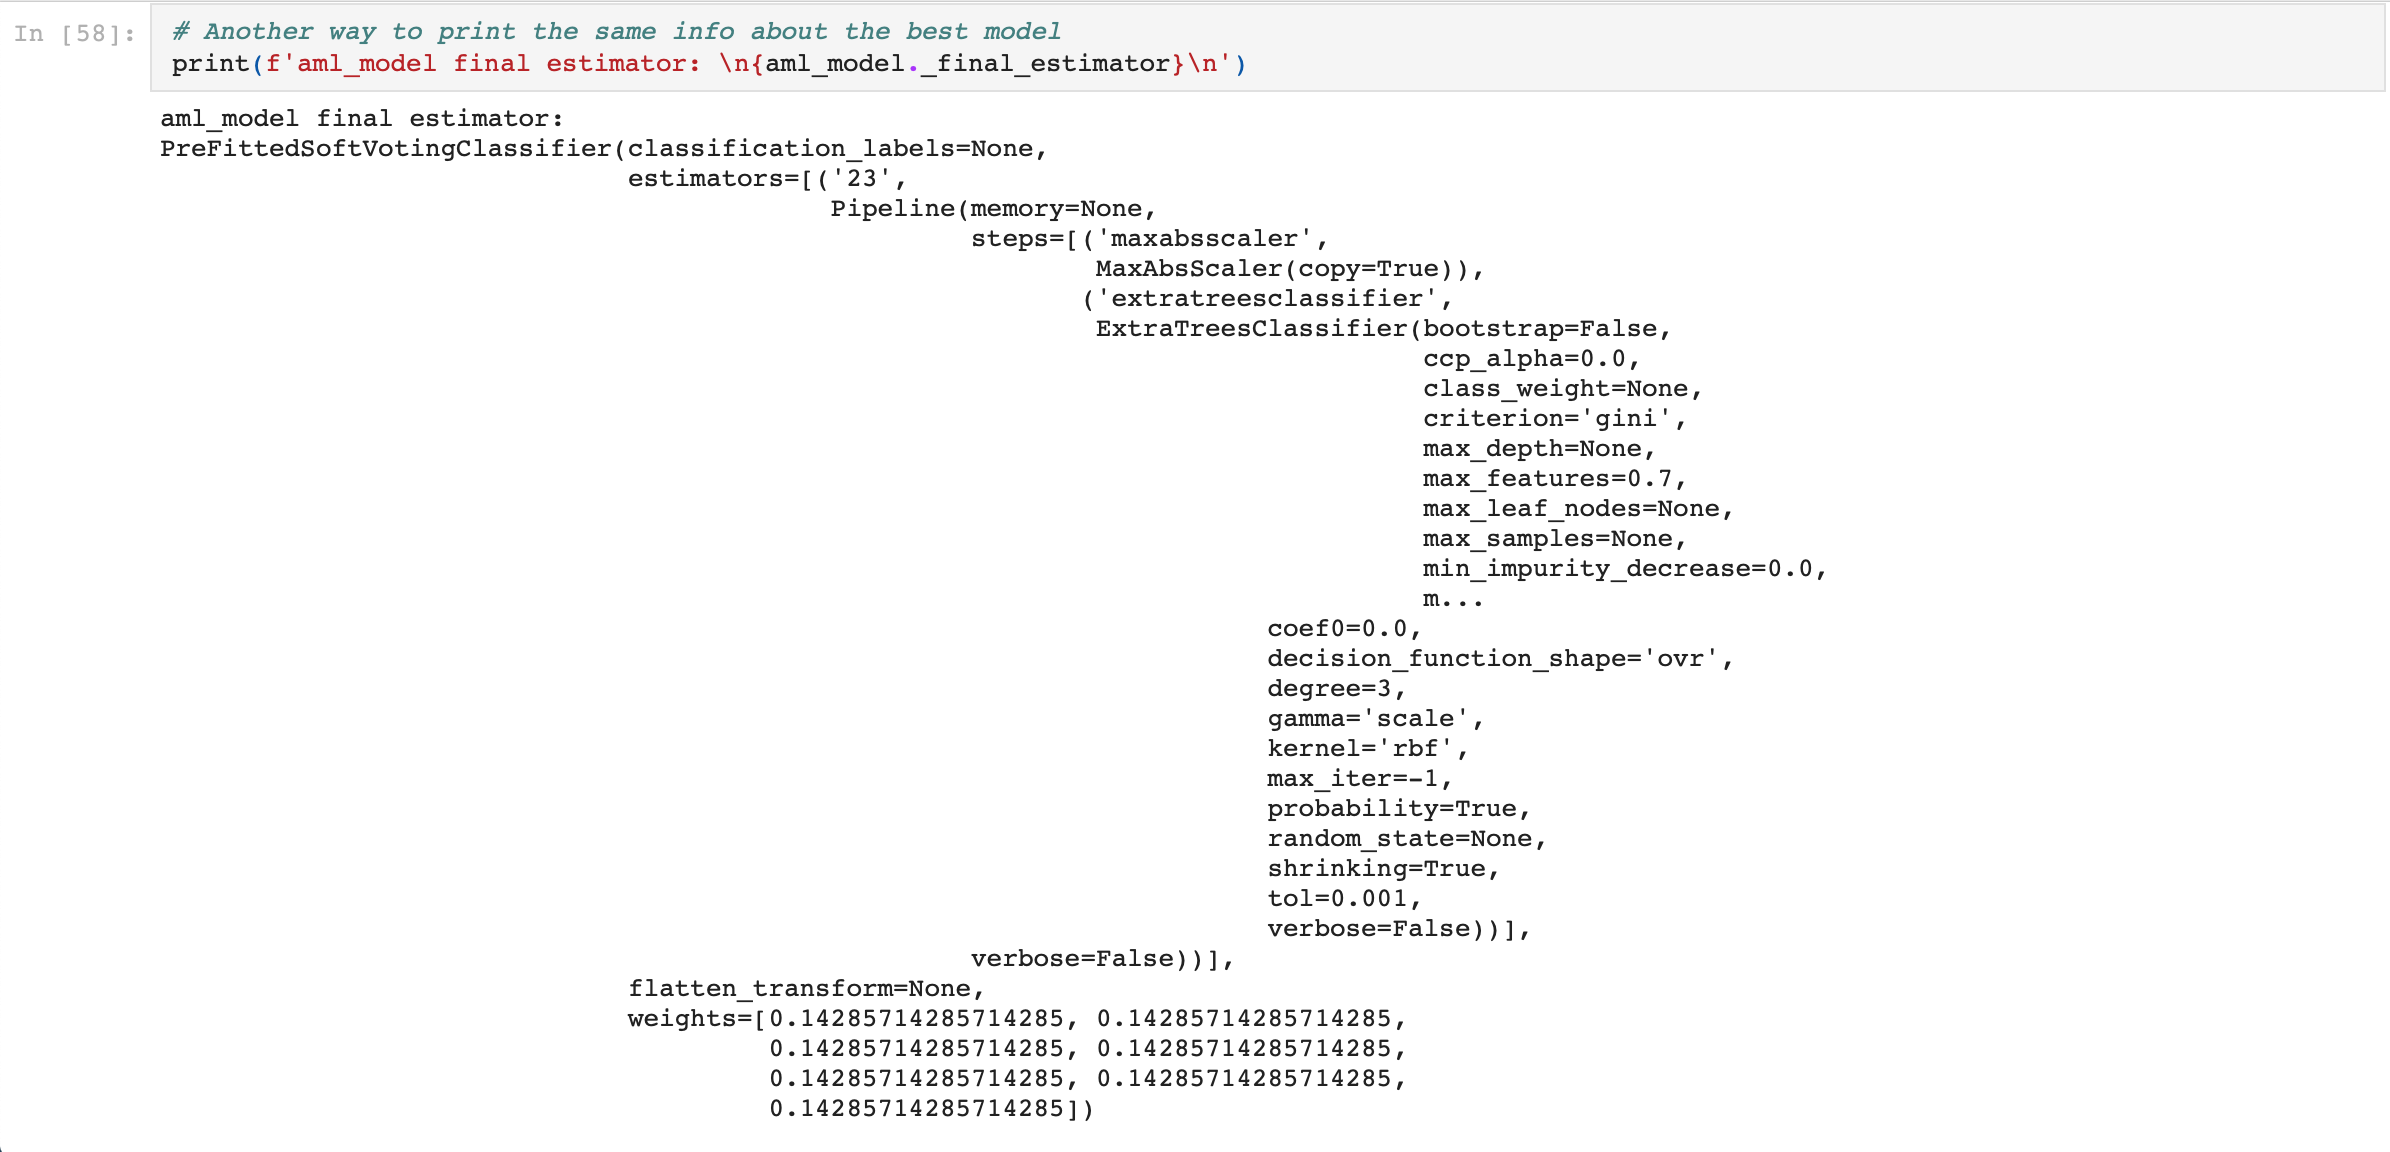 In [58]:
# Another way to print the same info about the best model
print(f'aml_model final estimator: \n{aml_model._final_estimator}\n')
aml_model final estimator:
PreFittedSoftVotingClassifier(classification_labels=None,
estimators=[('23',
Pipeline(memory=None,
steps=[('maxabsscaler',
MaxAbsScaler(copy=True)),
('extratreesclassifier',
ExtraTreesClassifier(bootstrap=False,
ccp_alpha=0.0,
class_weight=None,
criterion='gini',
max_depth=None,
max_features=0.7,
max_leaf_nodes=None,
max_samples=None,
min_impurity_decrease=0.0,
m...
coef0=0.0,
decision_function_shape='ovr',
degree=3,
gamma='scale',
kernel='rbf',
max_iter=-1,
probability=True,
random_state=None,
shrinking=True,
tol=0.001,
verbose=False))],
verbose=False))],
flatten_transform=None,
weights=[0.14285714285714285, 0.14285714285714285,
0.14285714285714285, 0.14285714285714285,
0.14285714285714285, 0.14285714285714285,
0.14285714285714285])